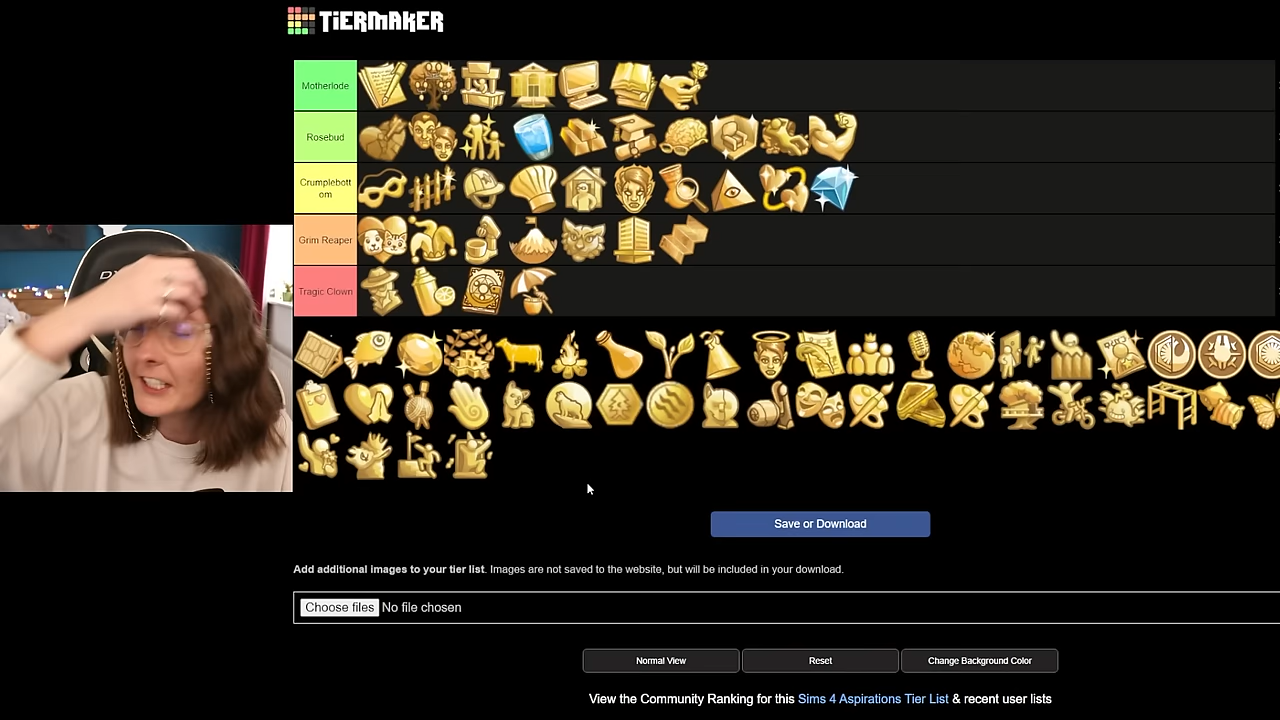 TiERMAKER
Motherlode
Rosebud
Crumplebott
om
Grim Reaper
Tragic Clown
Save or Download
Add additional images to your tier list. Images are not saved to the website, but will be included in your download.
Choose files No file chosen
Normal View
Reset
Change Background Color
View the Community Ranking for this Sims 4 Aspirations Tier List & recent user lists